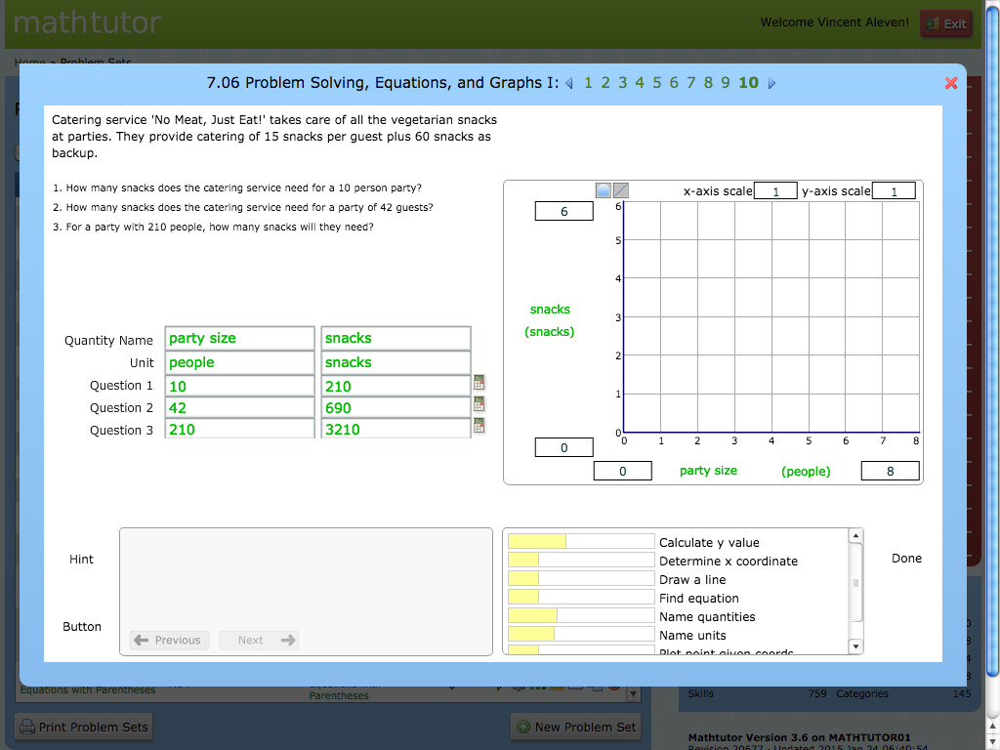 mathtutor
Welcome Vincent Aleven!
Exit
Home » Problem Sets
7.06 Problem Solving, Equations, and Graphs I: 1 2 3 4 5 6 7 8 9 10
Catering service 'No Meat, Just Eat!' takes care of all the vegetarian snacks
at parties. They provide catering of 15 snacks per guest plus 60 snacks as
backup.
1. How many snacks does the catering service need for a 10 person party?
2. How many snacks does the catering service need for a party of 42 guests?
3. For a party with 210 people, how many snacks will they need?
x-axis scale 1 y-axis scale 1
6
6
5
4
3
2
1
0
snacks
(snacks)
0
0 1 2 3 4 5 6 7 8
0 party size (people) 8
Quantity Name party size snacks
Unit people snacks
Question 1 10 210
Question 2 42 690
Question 3 210 3210
Hint
Button
Previous Next
Calculate y value
Determine x coordinate
Draw a line
Find equation
Name quantities
Name units
Plot point given coords
Done
Equations with Parentheses
Parentheses
Skills 759 Categories 145
Print Problem Sets
New Problem Set
Mathtutor Version 3.6 on MATHTUTOR01
Revision 20677 - Updated 2015 Jan 24 06:40:54